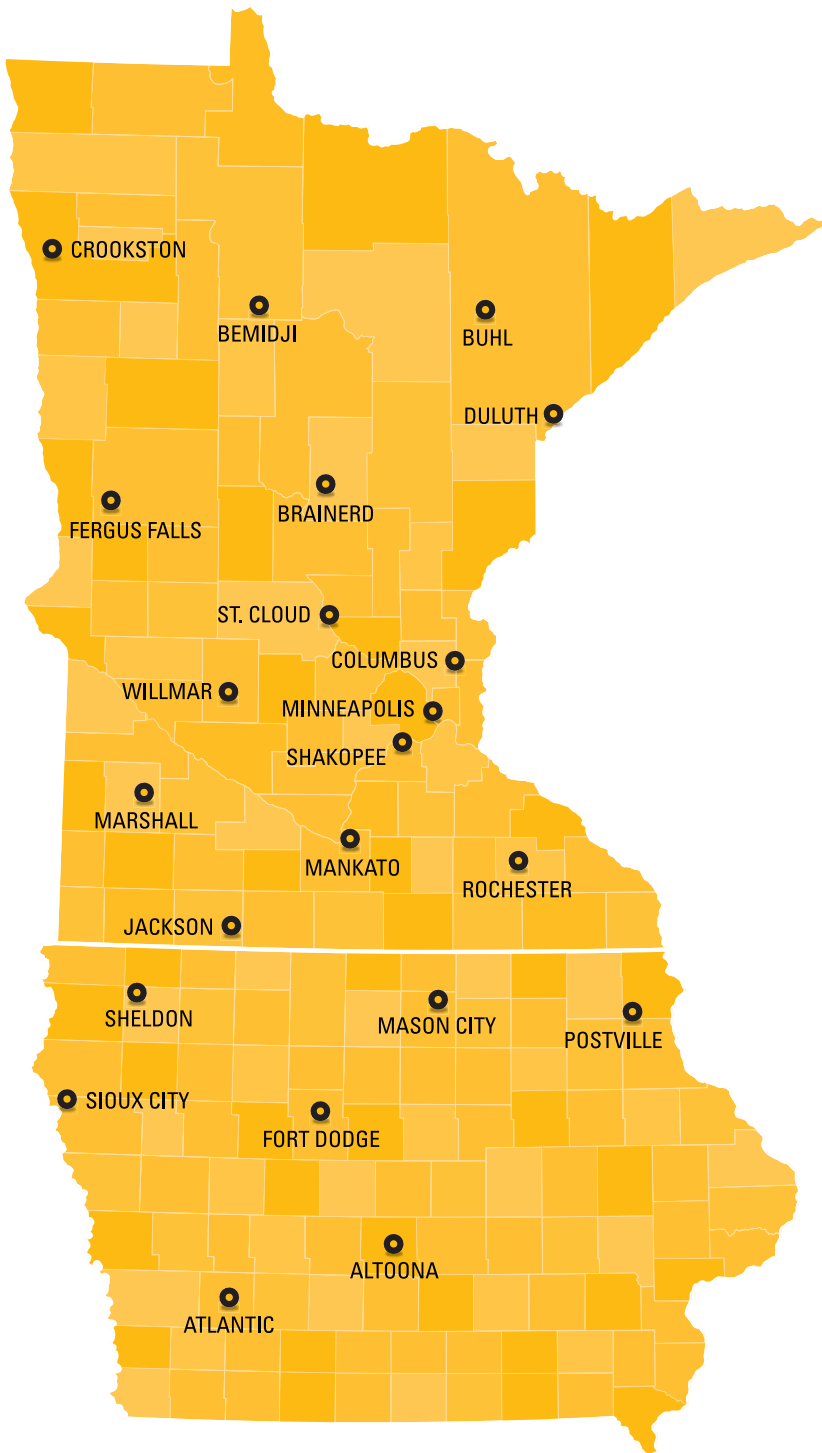 CROOKSTON
BEMIDJI
BUHL
DULUTH
BRAINERD
FERGUS FALLS
ST. CLOUD
COLUMBUS
WILLMAR
MINNEAPOLIS
SHAKOPEE
MARSHALL
MANKATO
ROCHESTER
JACKSON
SHELDON
MASON CITY
POSTVILLE
SIOUX CITY
FORT DODGE
ALTOONA
ATLANTIC